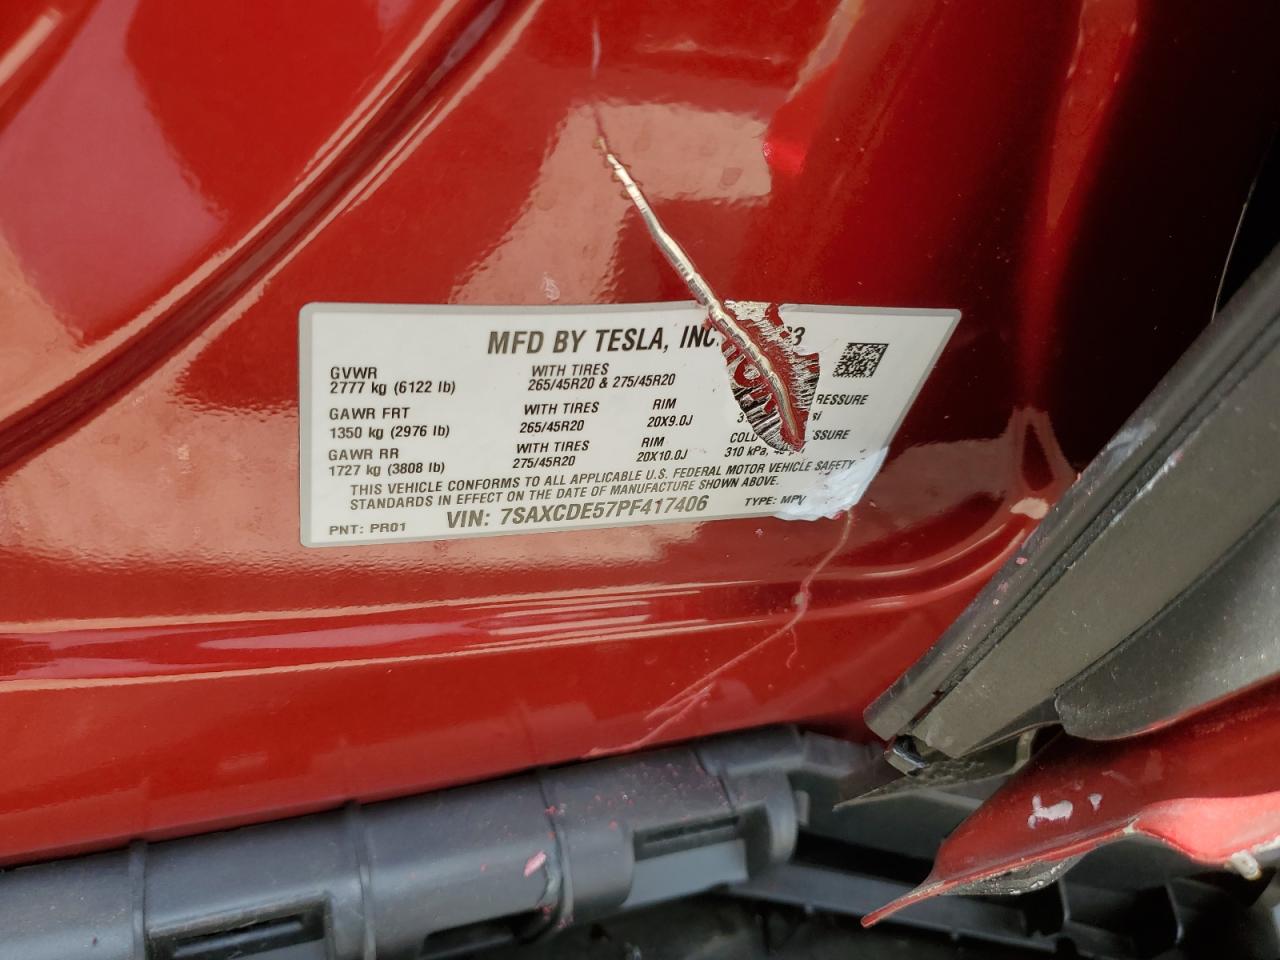 MFD BY TESLA, INC.
GVWR
2777 kg (6122 lb)
WITH TIRES
265/45R20 & 275/45R20
GAWR FRT
1350 kg (2976 lb)
WITH TIRES
265/45R20
RIM
20X9.0J
GAWR RR
1727 kg (3808 lb)
WITH TIRES
275/45R20
RIM
20X10.0J
COLD
310 kPa,
THIS VEHICLE CONFORMS TO ALL APPLICABLE U.S. FEDERAL MOTOR VEHICLE SAFETY
STANDARDS IN EFFECT ON THE DATE OF MANUFACTURE SHOWN ABOVE.
PNT: PR01
VIN: 7SAXCDE57PF417406
TYPE: MPV